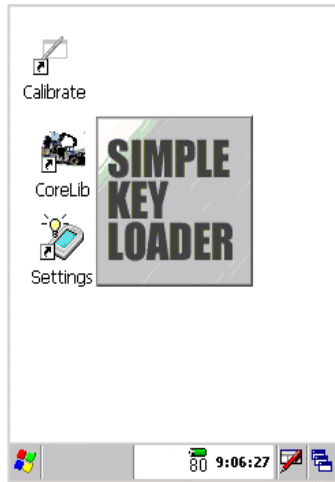 Calibrate
CoreLib
Settings
SIMPLE
KEY
LOADER
80 9:06:27